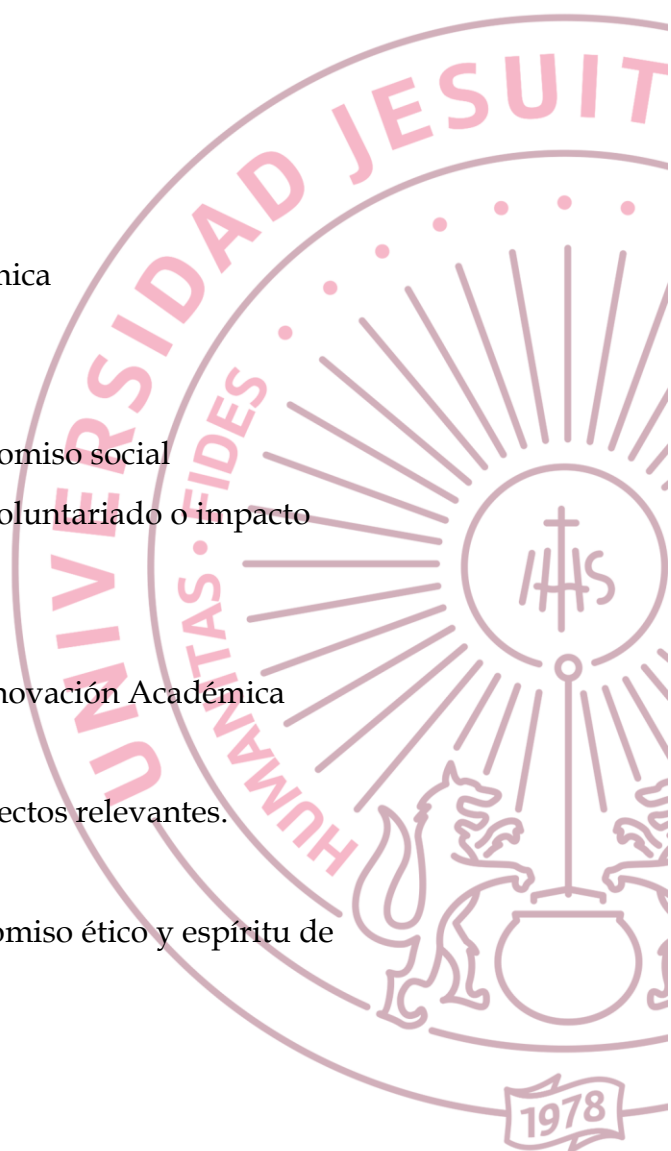 UNIVERSIDAD JESUIT
HUMANITAS • FIDES
nica
omiso social
oluntariado o impacto
IHS
novación Académica
ectos relevantes.
omiso ético y espíritu de
1978